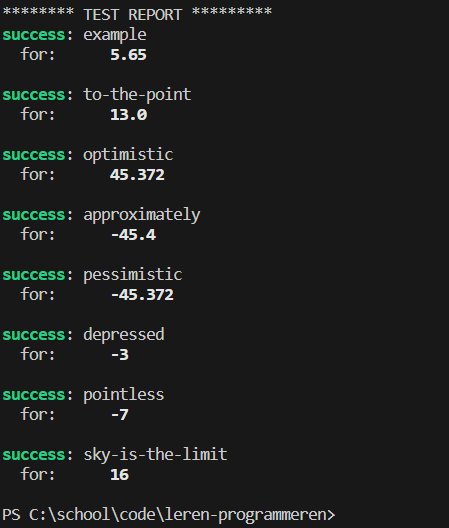 ******** TEST REPORT *********
success: example
  for:      5.65
success: to-the-point
  for:      13.0
success: optimistic
  for:      45.372
success: approximately
  for:      -45.4
success: pessimistic
  for:      -45.372
success: depressed
  for:      -3
success: pointless
  for:      -7
success: sky-is-the-limit
  for:      16
PS C:\school\code\leren-programmeren>